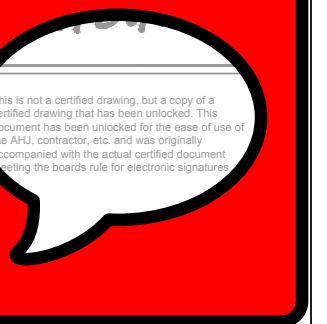 his is not a certified drawing, but a copy of a
ertified drawing that has been unlocked. This
ocument has been unlocked for the ease of use of
e AHJ, contractor, etc. and was originally
ccompanied with the actual certified document
eeting the boards rule for electronic signatures